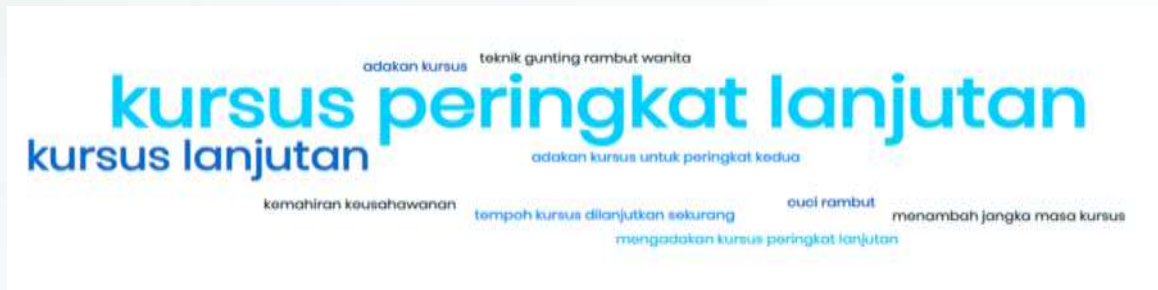 teknik gunting rambut wanita
adakan kursus
kursus peringkat lanjutan
kursus lanjutan
adakan kursus untuk peringkat kedua
kemahiran keusahawanan
cuci rambut
tempoh kursus dilanjutkan sekurang
menambah jangka masa kursus
mengadakan kursus peringkat lanjutan